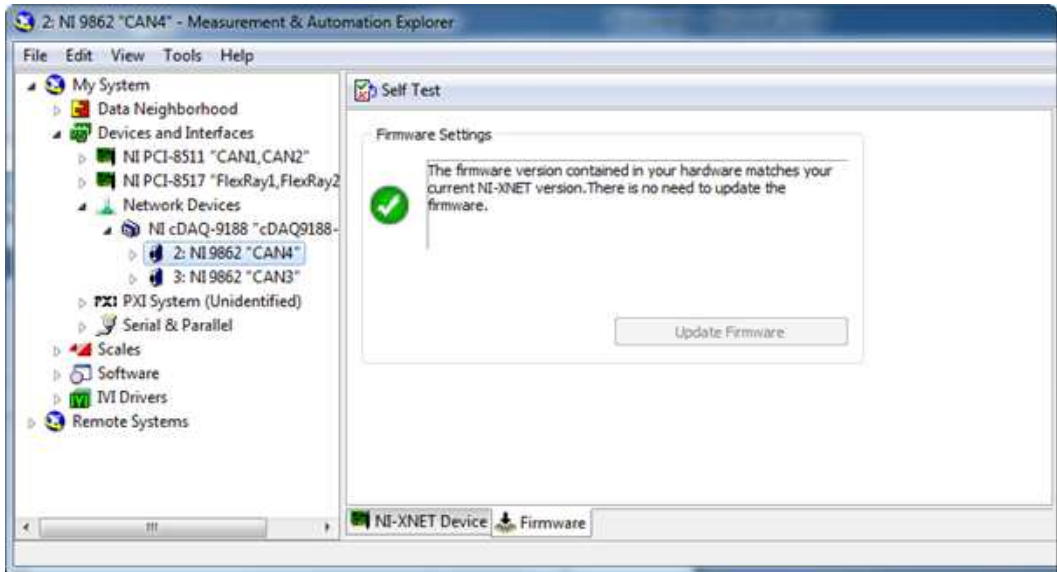 2: NI 9862 "CAN4" - Measurement & Automation Explorer
File Edit View Tools Help
My System
Data Neighborhood
Devices and Interfaces
NI PCI-8511 "CAN1,CAN2"
NI PCI-8517 "FlexRay1,FlexRay2
Network Devices
NI cDAQ-9188 "cDAQ9188-
2: NI 9862 "CAN4"
3: NI 9862 "CAN3"
PXI PXI System (Unidentified)
Serial & Parallel
Scales
Software
IVI IVI Drivers
Remote Systems
Self Test
Firmware Settings
The firmware version contained in your hardware matches your
current NI-XNET version.There is no need to update the
firmware.
Update Firmware
NI-XNET Device Firmware